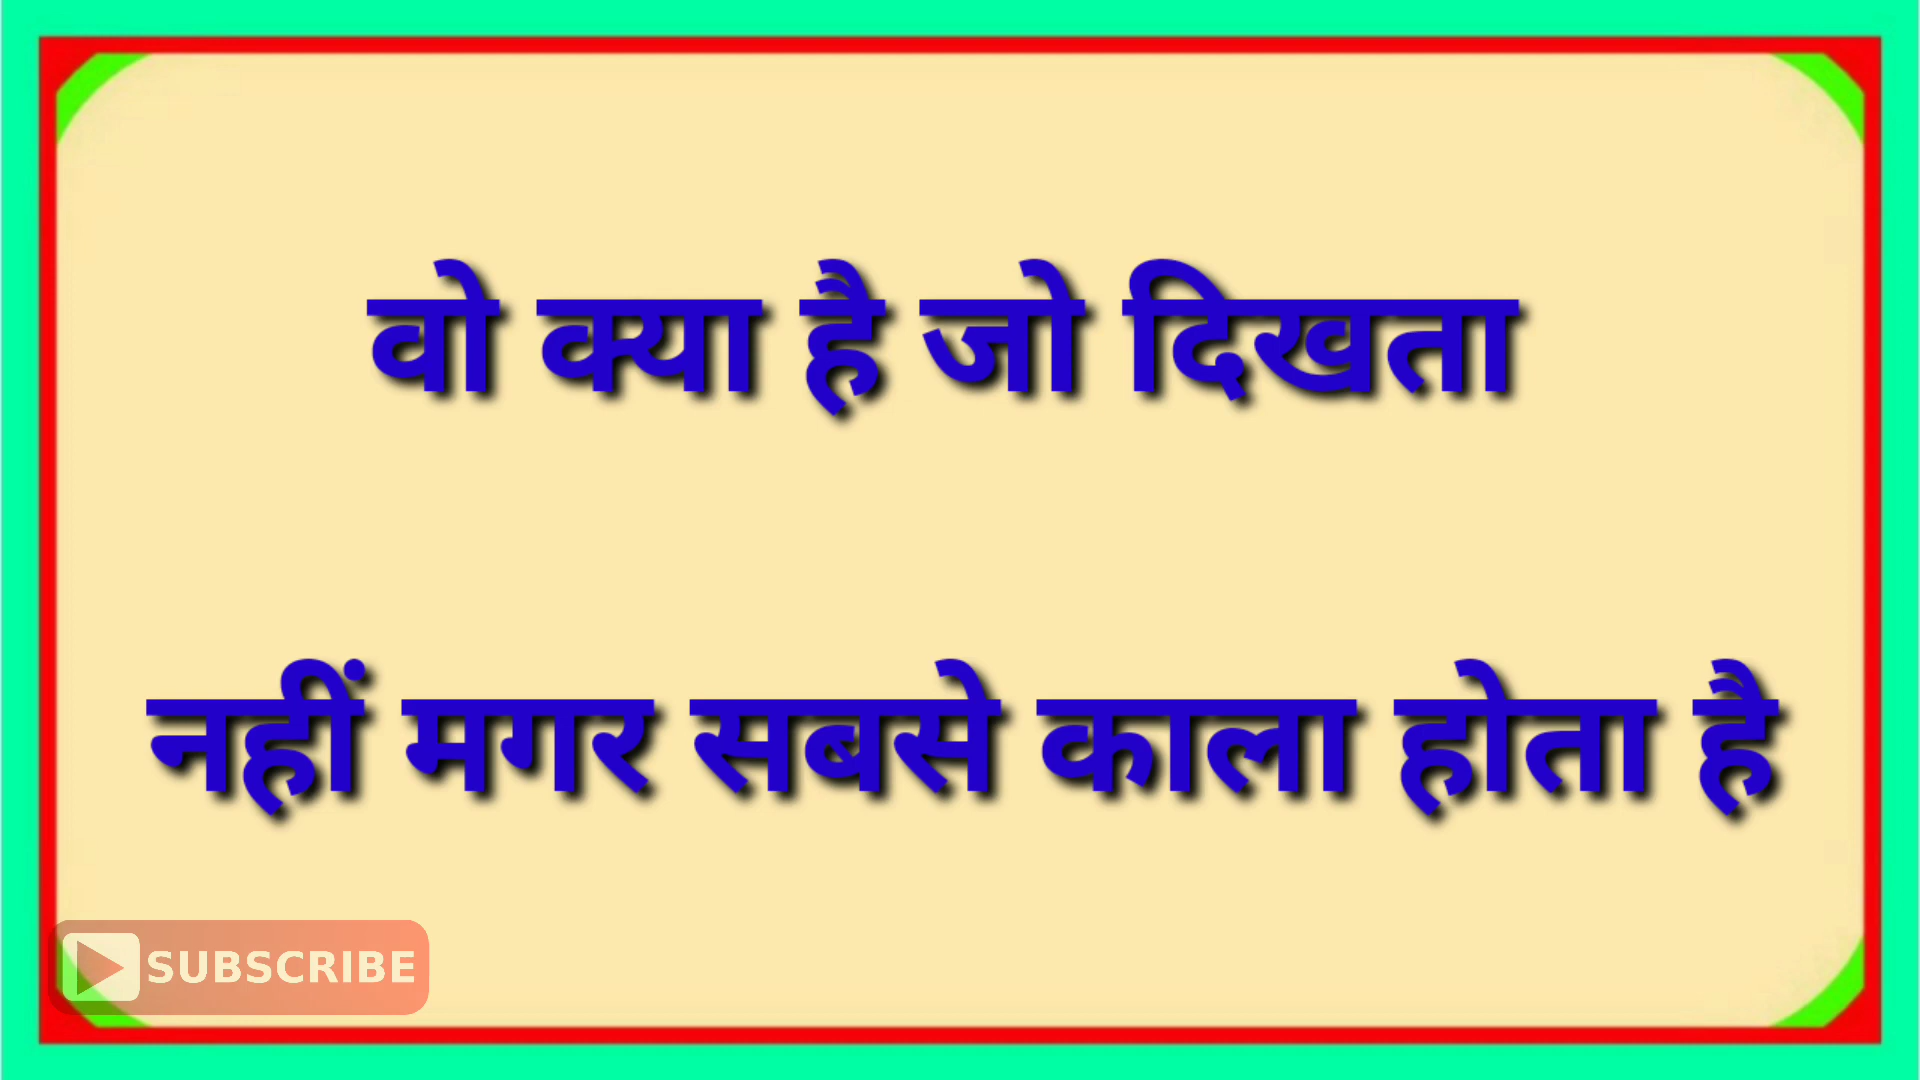 वो क्या है जो दिखता
नहीं मगर सबसे काला होता है
SUBSCRIBE